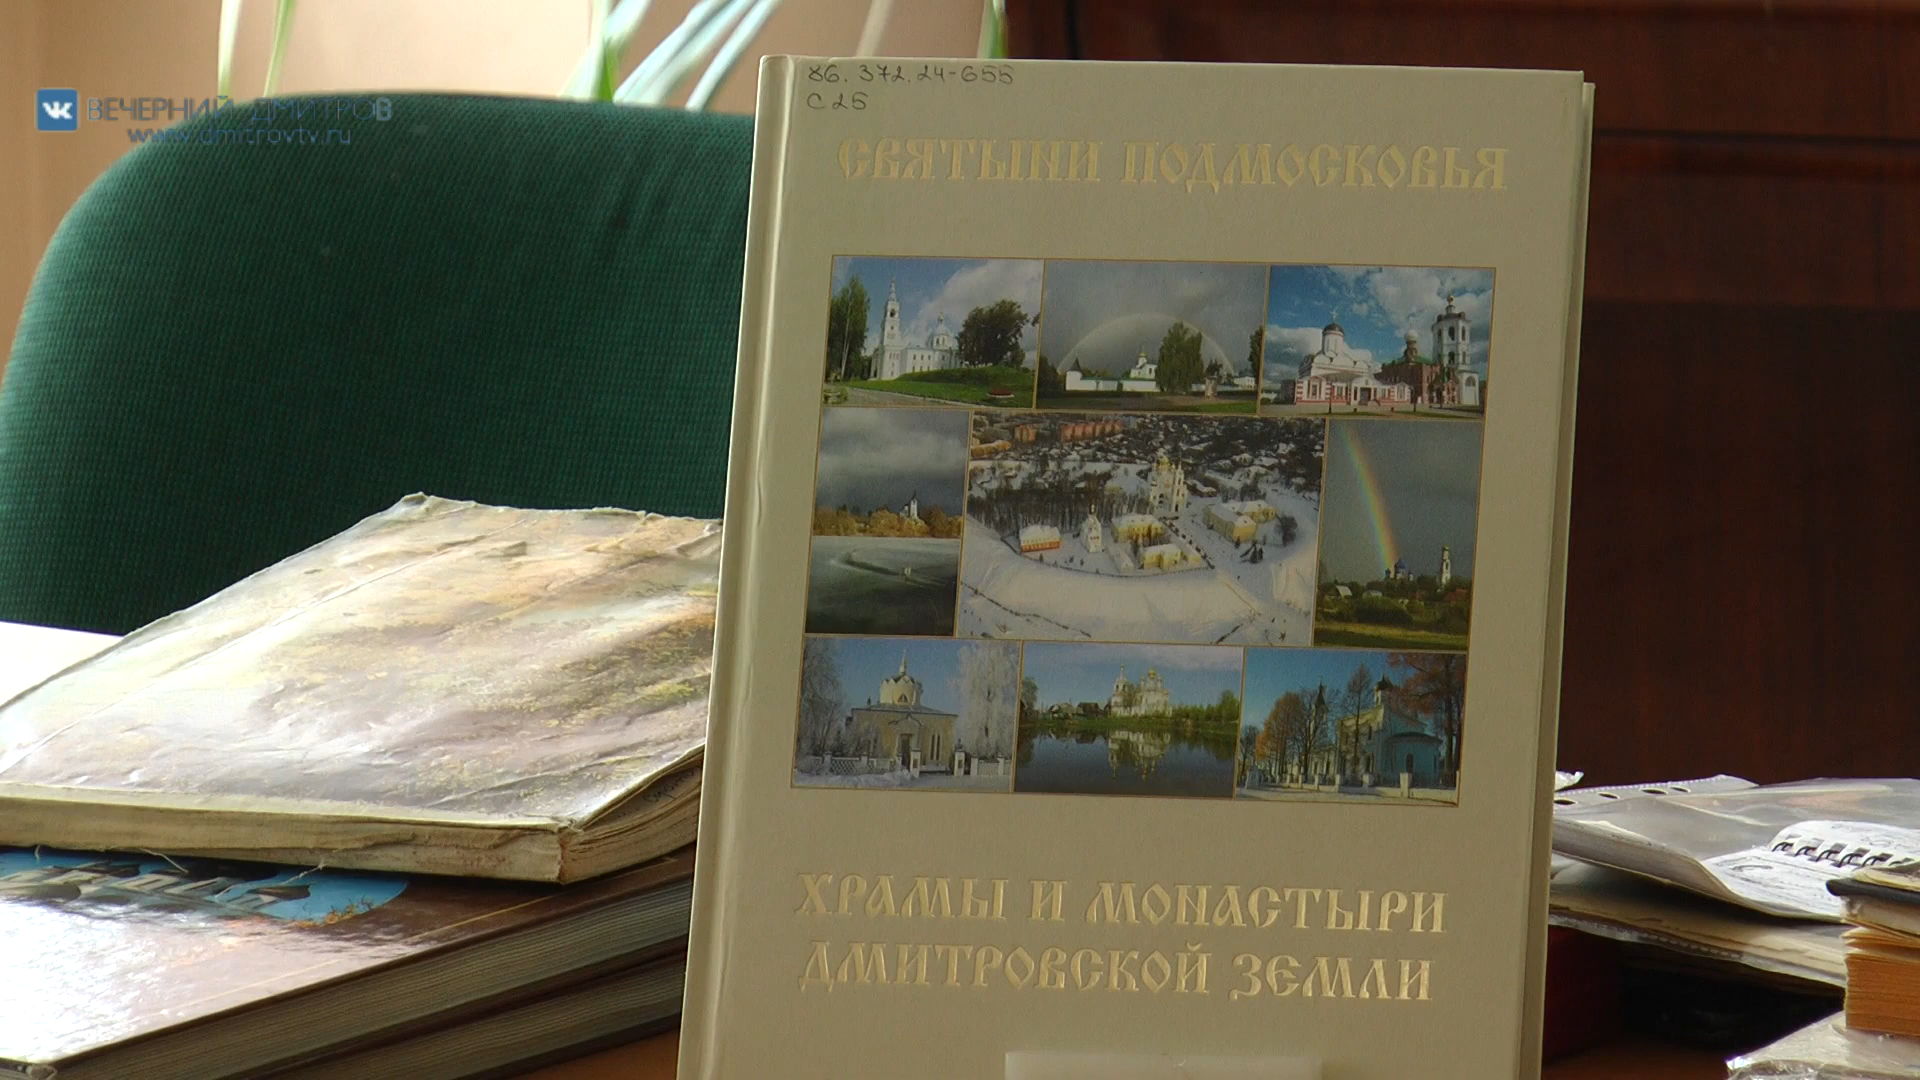 ВЕЧЕРНИЙ ДМИТРОВ
www.dmitrovtv.ru
86.372.24-655
С25
СВЯТЫНИ ПОДМОСКОВЬЯ
ХРАМЫ И МОНАСТЫРИ
ДМИТРОВСКОЙ ЗЕМЛИ